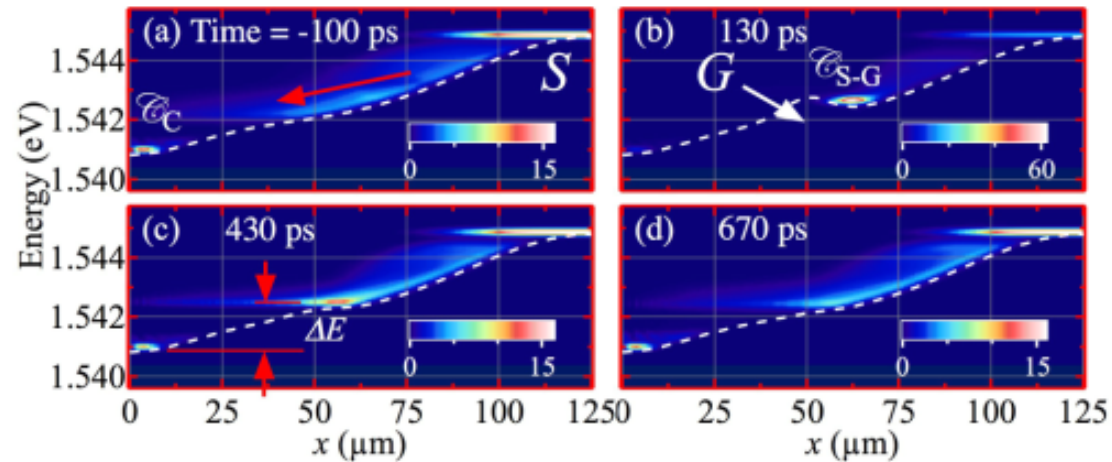 (a) Time = -100 ps
S
𝒞C
0 15
(b) 130 ps
G
𝒞S-G
0 60
(c) 430 ps
ΔE
0 15
(d) 670 ps
0 15
Energy (eV)
1.544
1.542
1.540
1.544
1.542
1.540
0 25 50 75 100 125
25 50 75 100 125
x (µm)
x (µm)